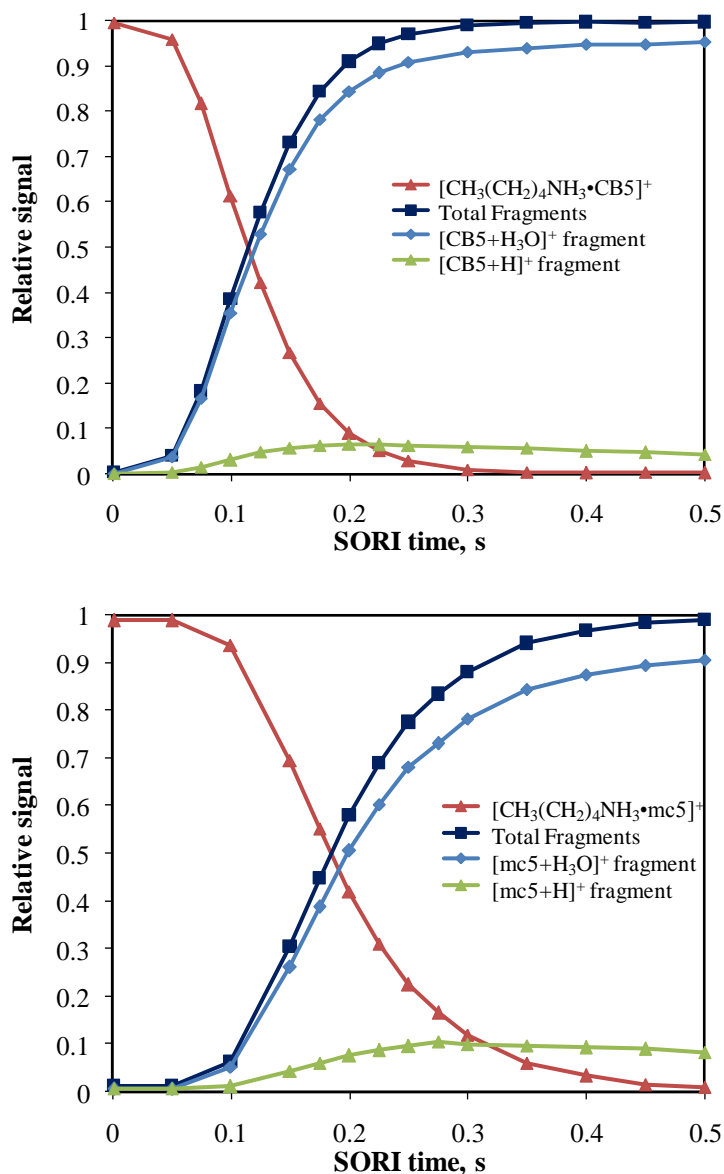 1
0.9
0.8
0.7
0.6
0.5
0.4
0.3
0.2
0.1
0
Relative signal
[CH₃(CH₂)₄NH₃•CB5]⁺
Total Fragments
[CB5+H₃O]⁺ fragment
[CB5+H]⁺ fragment
0 0.1 0.2 0.3 0.4 0.5
SORI time, s
1
0.9
0.8
0.7
0.6
0.5
0.4
0.3
0.2
0.1
0
Relative signal
[CH₃(CH₂)₄NH₃•mc5]⁺
Total Fragments
[mc5+H₃O]⁺ fragment
[mc5+H]⁺ fragment
0 0.1 0.2 0.3 0.4 0.5
SORI time, s